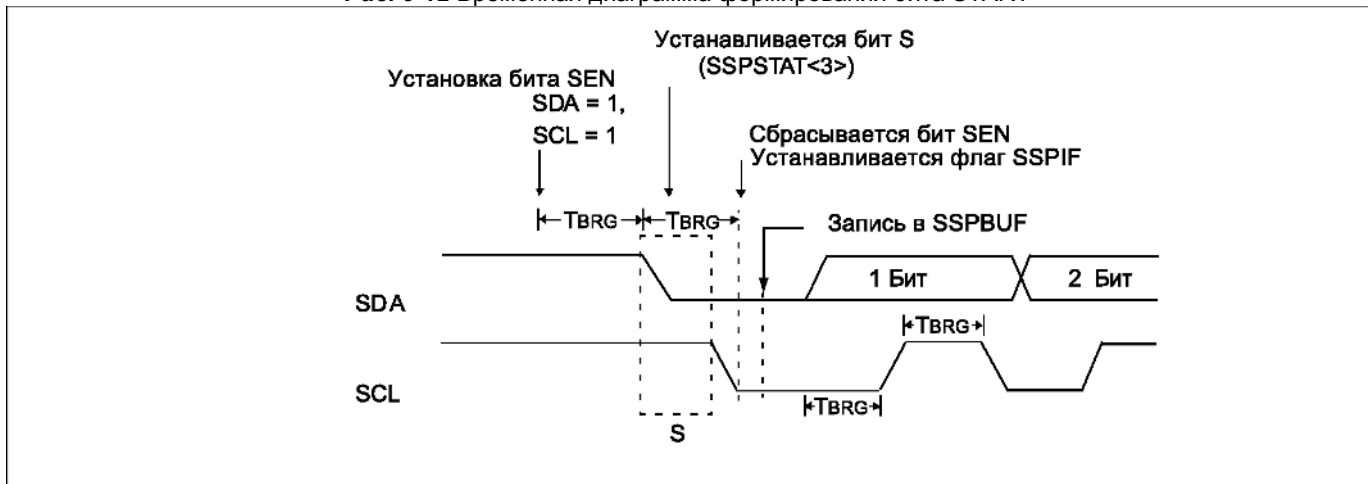 Устанавливается бит S
(SSPSTAT<3>)
Установка бита SEN
SDA = 1,
SCL = 1
Сбрасывается бит SEN
Устанавливается флаг SSPIF
TBRG
TBRG
Запись в SSPBUF
1 Бит
2 Бит
SDA
TBRG
SCL
TBRG
S